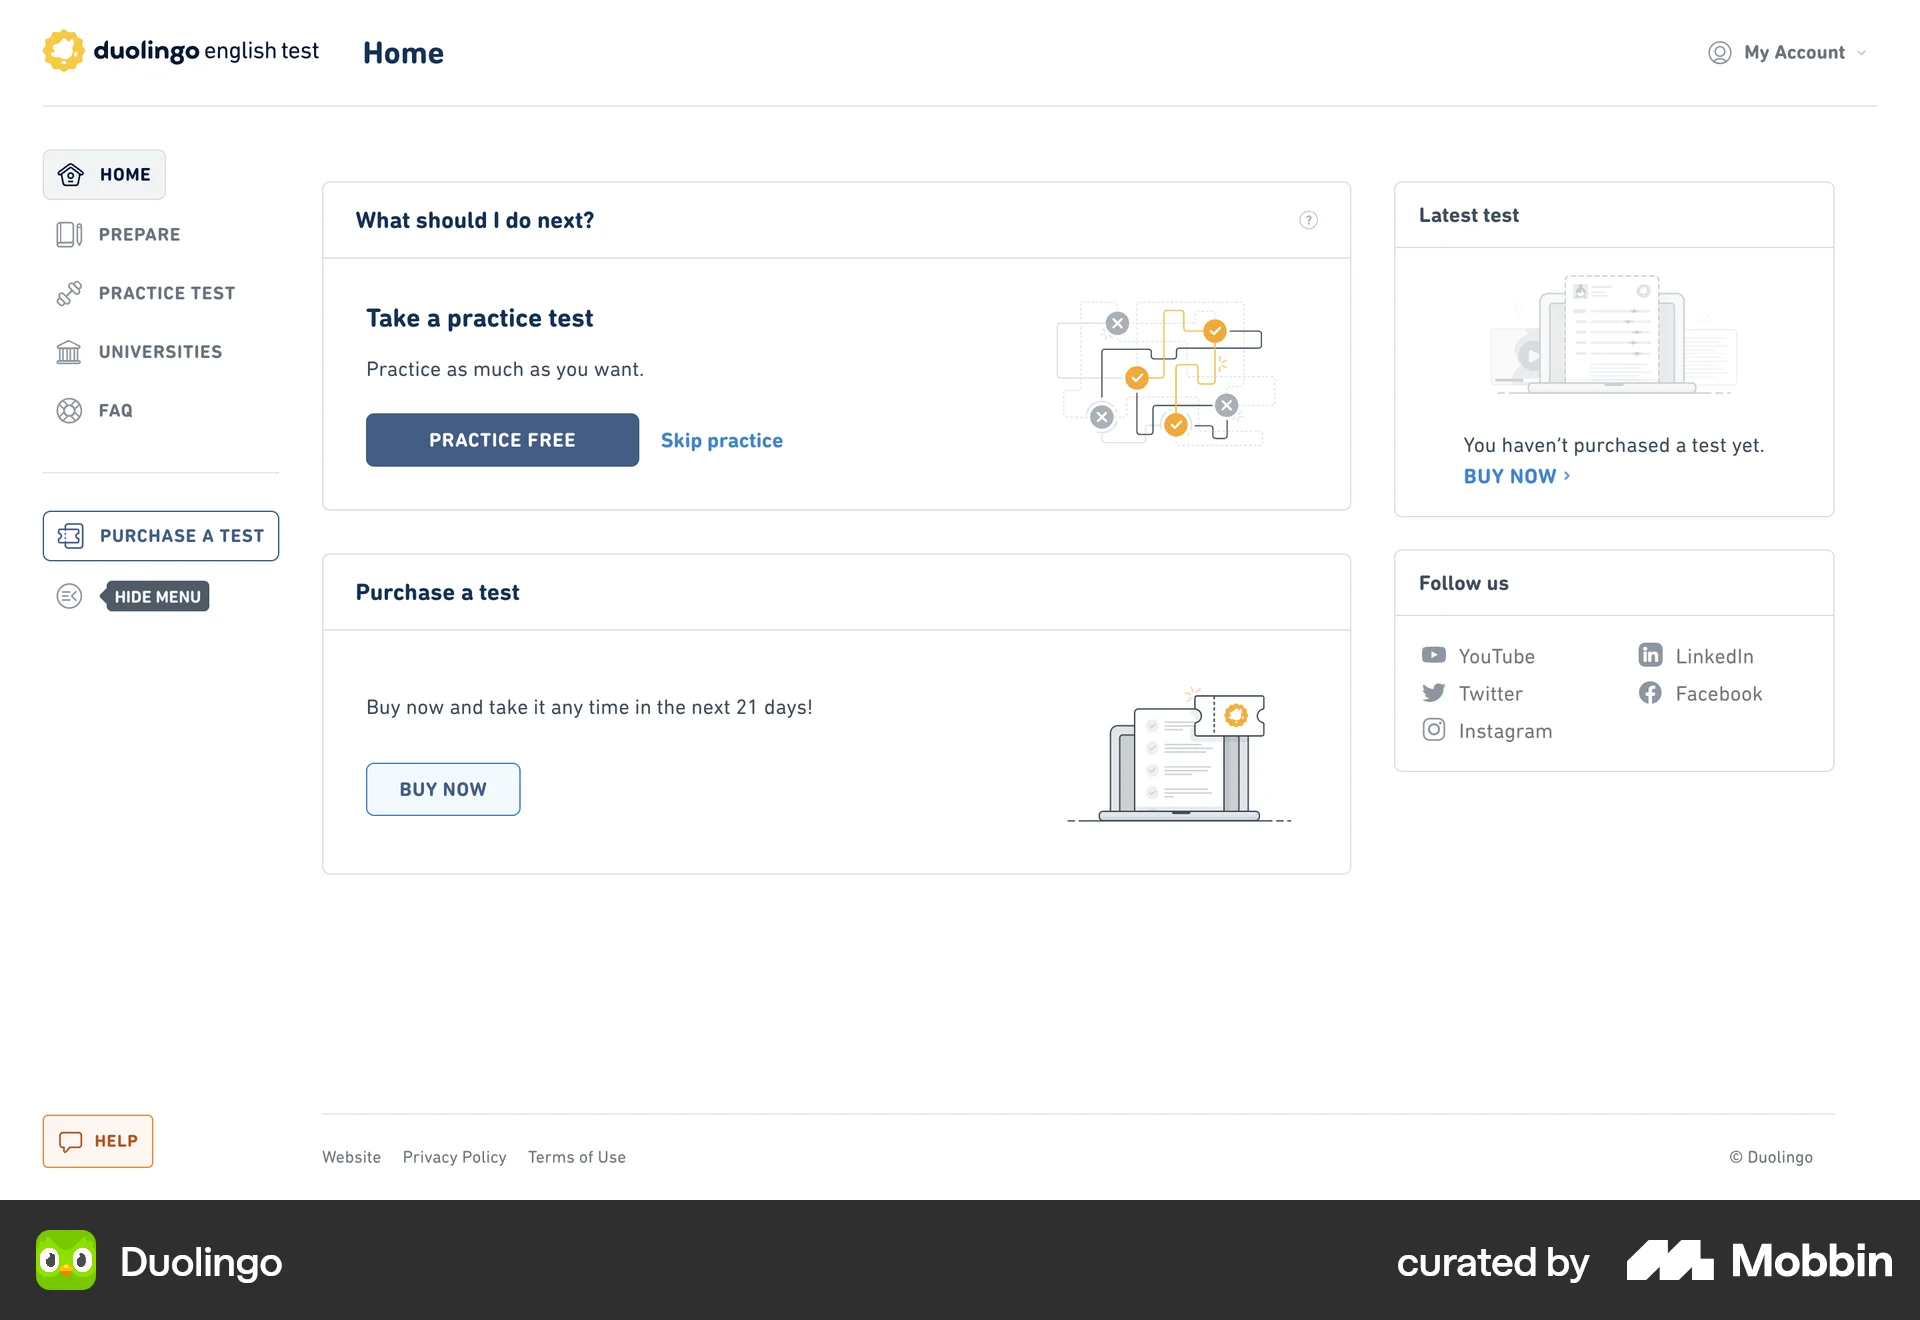 duolingo english test
Home
My Account
HOME
PREPARE
PRACTICE TEST
UNIVERSITIES
FAQ
PURCHASE A TEST
HIDE MENU
What should I do next?
?
Take a practice test
Practice as much as you want.
PRACTICE FREE
Skip practice
Purchase a test
Buy now and take it any time in the next 21 days!
BUY NOW
Latest test
You haven’t purchased a test yet.
BUY NOW ›
Follow us
YouTube
LinkedIn
Twitter
Facebook
Instagram
HELP
Website Privacy Policy Terms of Use
© Duolingo
Duolingo
curated by Mobbin